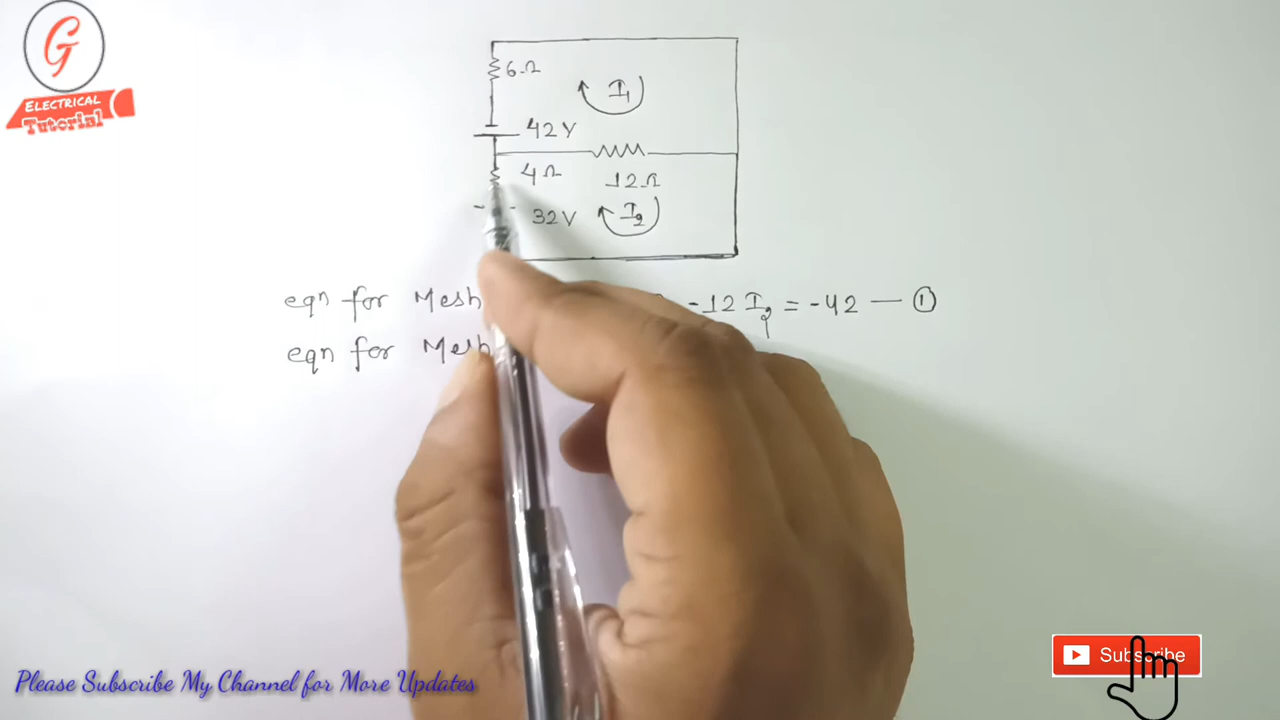 G
ELECTRICAL
Tutorial
6Ω
I1
42V
4Ω
12Ω
32V
I2
eqn for Mesh -12 I2 = -42 — ①
eqn for Mesh
Subscribe
Please Subscribe My Channel for More Updates